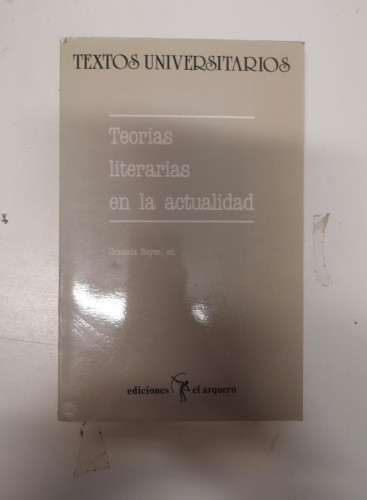 TEXTOS UNIVERSITARIOS
Teorías
literarias
en la actualidad
Graciela Reyes, ed.
ediciones el arquero